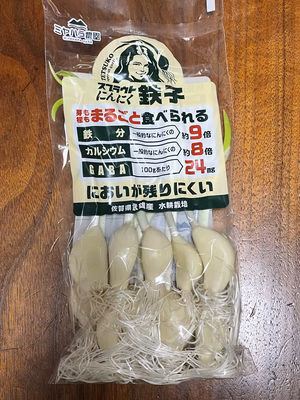 ミヤハラ農園
TETSUKO
スプラウト
にんにく 鉄子
芽も
根も まるごと食べられる
鉄分 一般的なにんにくの 約9倍
カルシウム 一般的なにんにくの 約8倍
GABA 100gあたり 24mg
においが残りにくい
佐賀県武雄産 水耕栽培